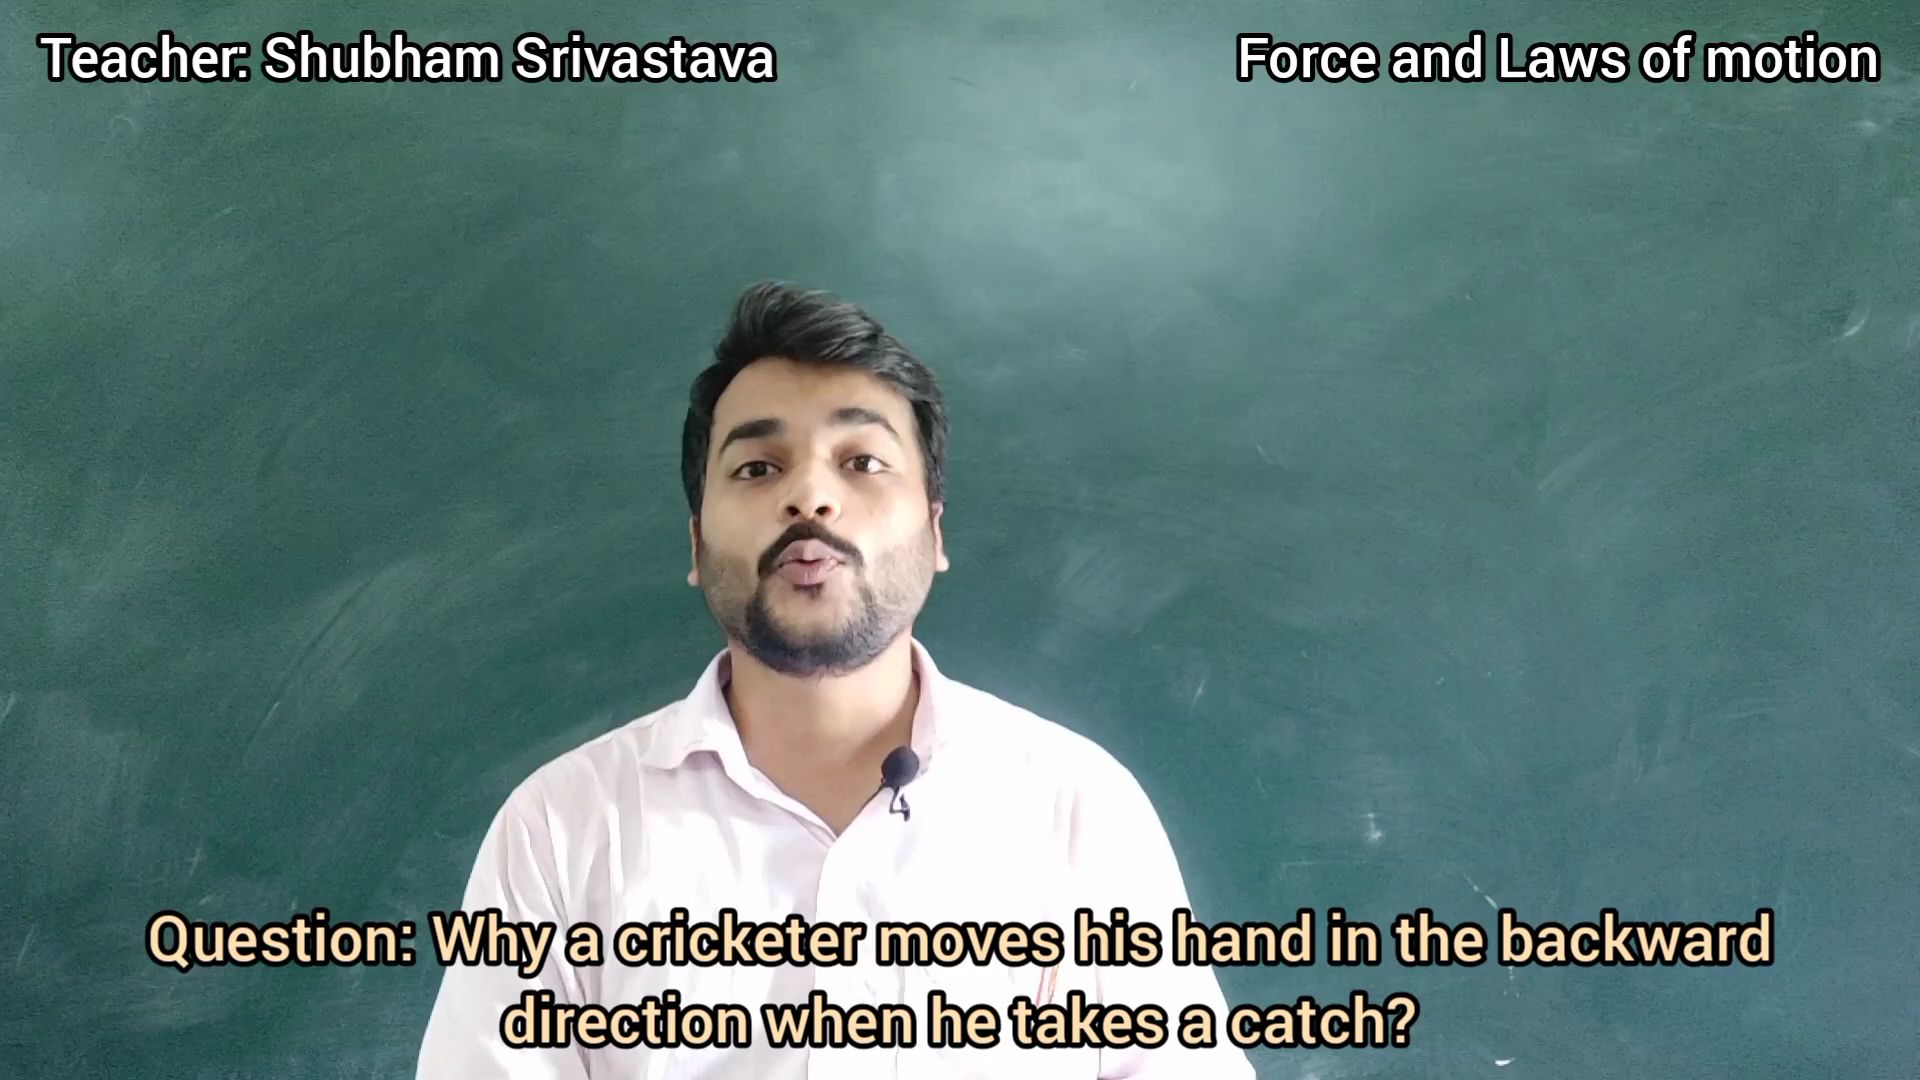 Teacher: Shubham Srivastava
Force and Laws of motion
Question: Why a cricketer moves his hand in the backward
direction when he takes a catch?